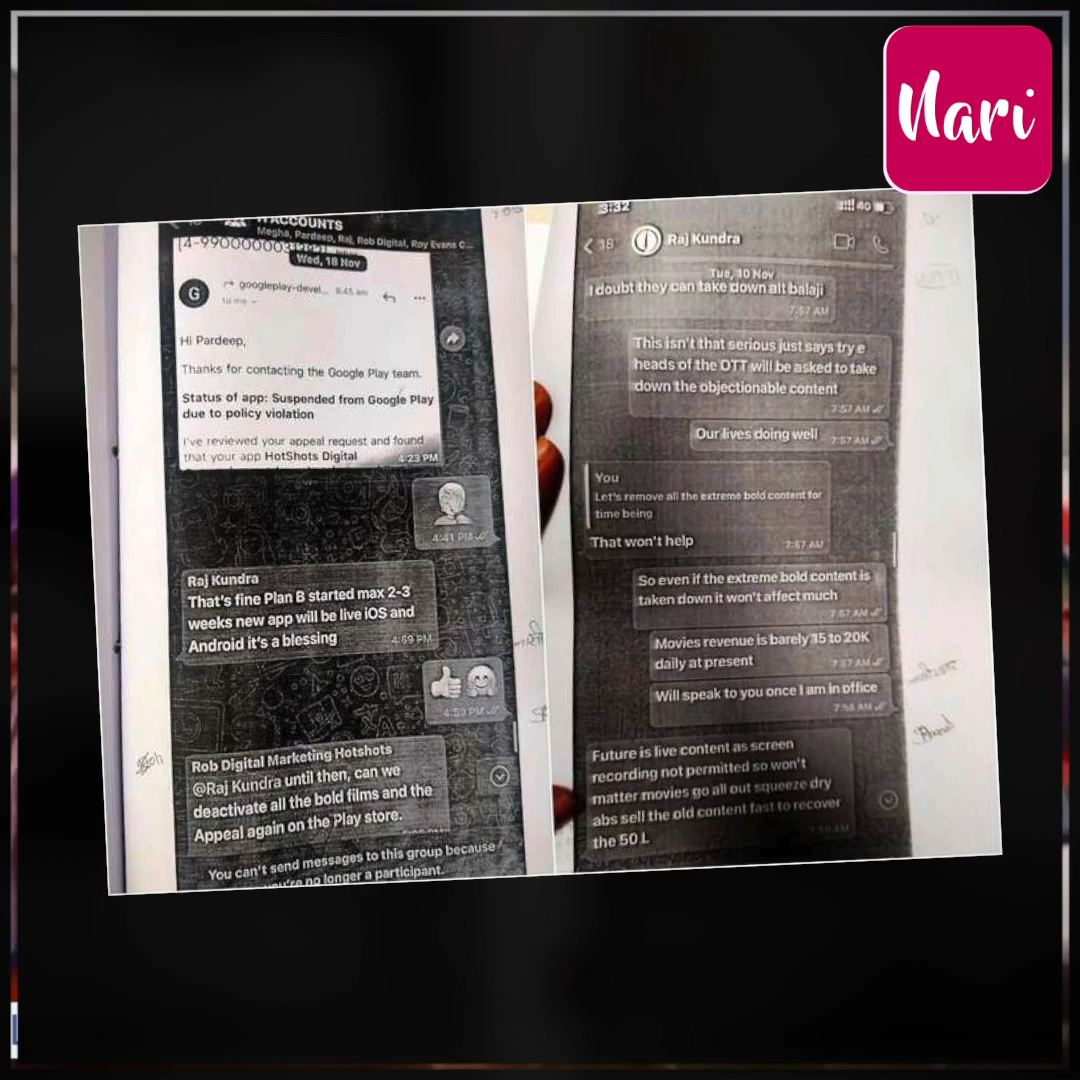 Nari
ACCOUNTS
Megha, Pardeep, Raj, Rob Digital, Roy Evans C...
Wed, 18 Nov
G
googleplay-devel... 8:45 am
to me
Hi Pardeep,
Thanks for contacting the Google Play team.
Status of app: Suspended from Google Play
due to policy violation
I've reviewed your appeal request and found
that your app HotShots Digital
4:23 PM
4:41 PM
Raj Kundra
That's fine Plan B started max 2-3
weeks new app will be live iOS and
Android it's a blessing
4:59 PM
4:59 PM
Rob Digital Marketing Hotshots
@Raj Kundra until then, can we
deactivate all the bold films and the
Appeal again on the Play store.
You can't send messages to this group because
you're no longer a participant.
3:32
4G
18
Raj Kundra
Tue, 10 Nov
I doubt they can take down alt balaji
7:57 AM
This isn't that serious just says try e
heads of the OTT will be asked to take
down the objectionable content
7:57 AM
Our lives doing well 7:57 AM
You
Let's remove all the extreme bold content for
time being
That won't help 7:57 AM
So even if the extreme bold content is
taken down it won't affect much
7:57 AM
Movies revenue is barely 15 to 20K
daily at present 7:57 AM
Will speak to you once I am in office
7:58 AM
Future is live content as screen
recording not permitted so won't
matter movies go all out squeeze dry
abs sell the old content fast to recover
the 50 L